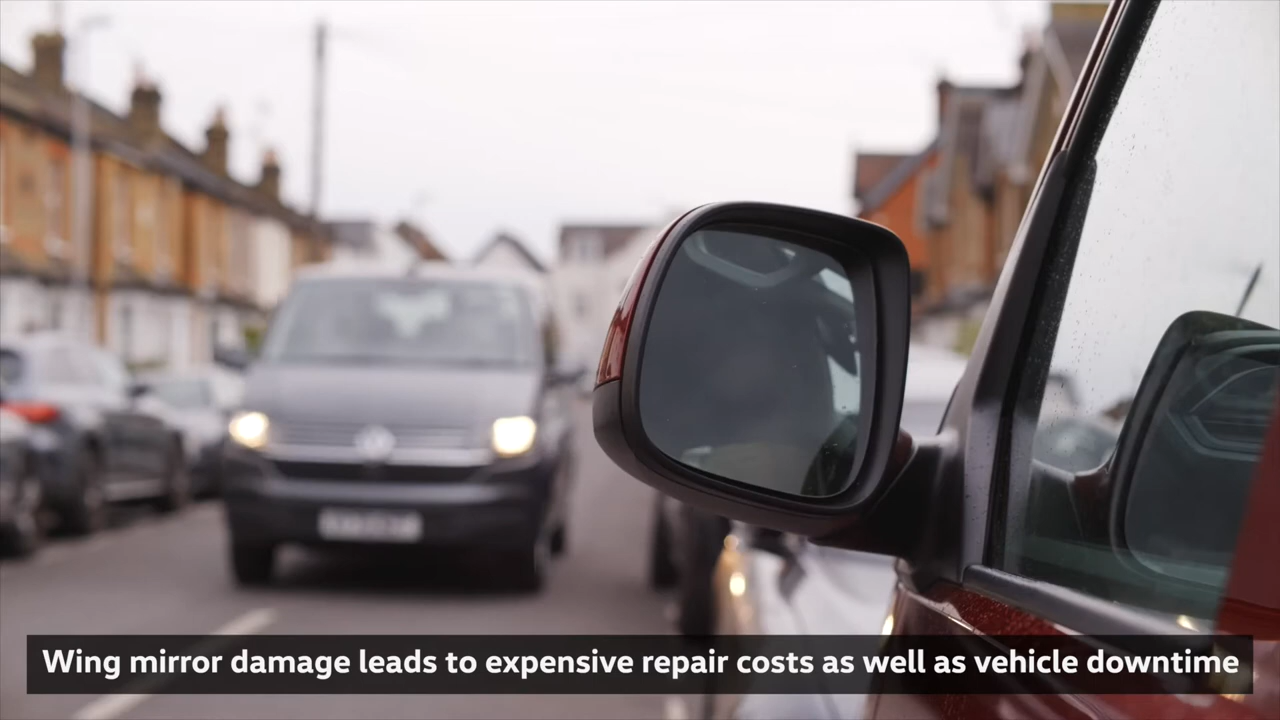 Wing mirror damage leads to expensive repair costs as well as vehicle downtime